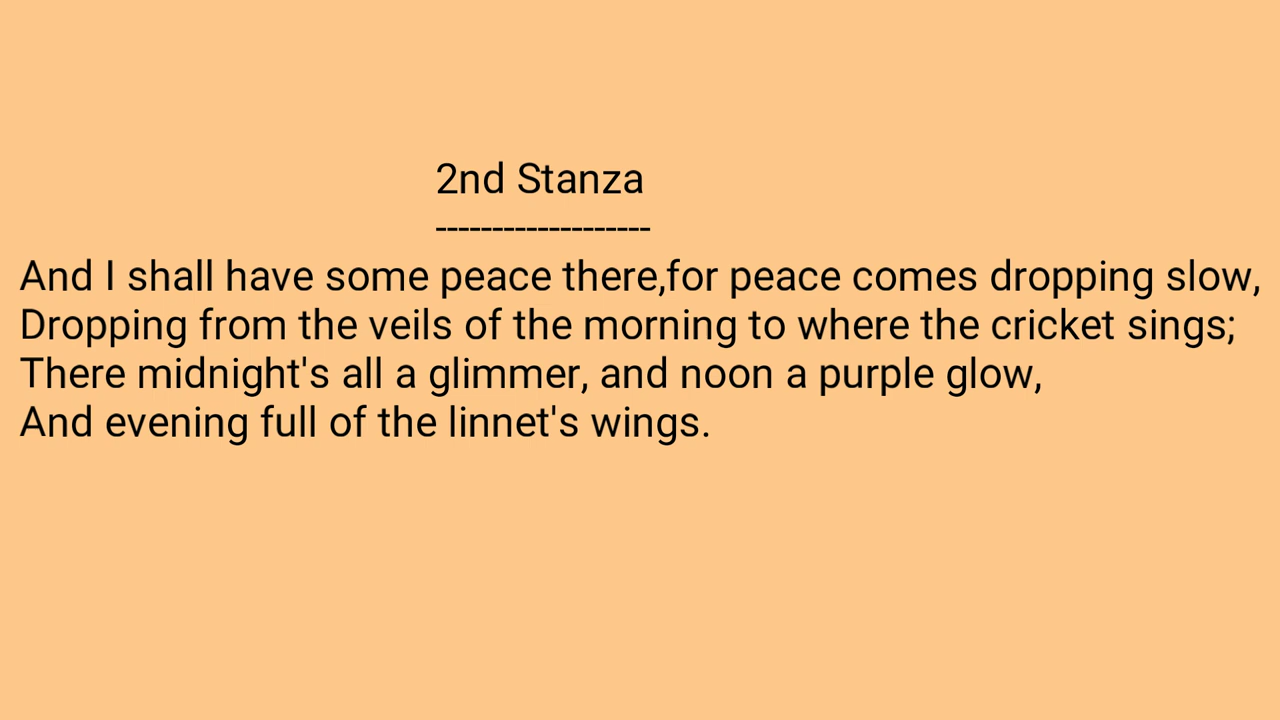 2nd Stanza
-------------------
And I shall have some peace there,for peace comes dropping slow,
Dropping from the veils of the morning to where the cricket sings;
There midnight's all a glimmer, and noon a purple glow,
And evening full of the linnet's wings.